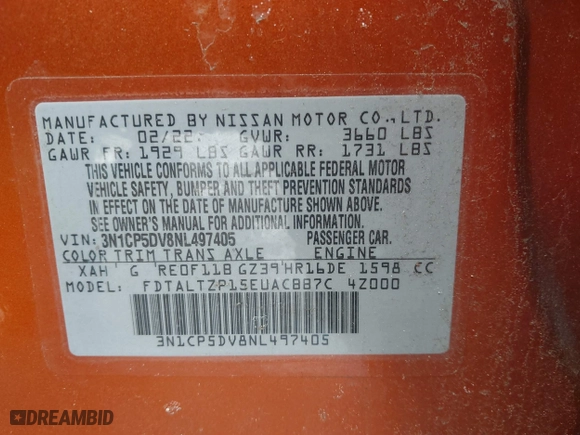 MANUFACTURED BY NISSAN MOTOR CO., LTD.
DATE: 02/22 GVWR: 3660 LBS
GAWR FR: 1929 LBS GAWR RR: 1731 LBS
THIS VEHICLE CONFORMS TO ALL APPLICABLE FEDERAL MOTOR
VEHICLE SAFETY, BUMPER AND THEFT PREVENTION STANDARDS
IN EFFECT ON THE DATE OF MANUFACTURE SHOWN ABOVE.
SEE OWNER'S MANUAL FOR ADDITIONAL INFORMATION.
VIN: 3N1CP5DV8NL497405 PASSENGER CAR.
COLOR TRIM TRANS AXLE ENGINE
XAH G RE0F11B GZ39 HR16DE 1598 CC
MODEL: FDTALTZP15EUACBB7C 4Z000
3N1CP5DV8NL497405
DREAMBID